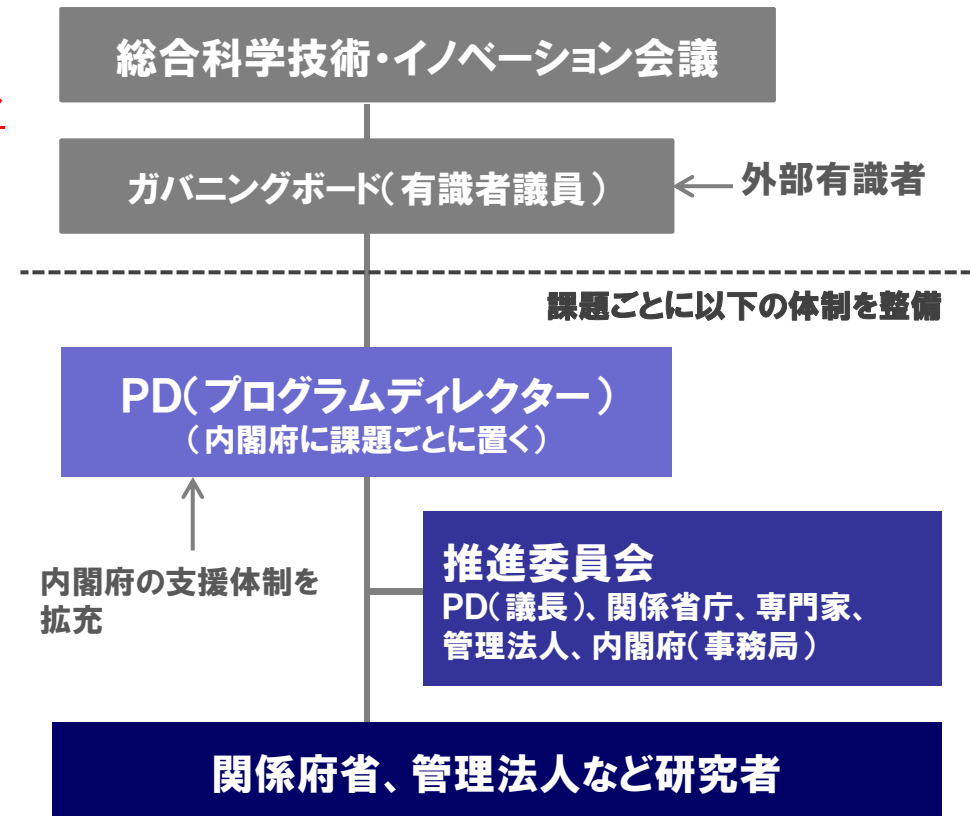 総合科学技術・イノベーション会議
ガバニングボード(有識者議員)
外部有識者
課題ごとに以下の体制を整備
PD(プログラムディレクター)
(内閣府に課題ごとに置く)
内閣府の支援体制を
拡充
推進委員会
PD(議長)、関係省庁、専門家、
管理法人、内閣府(事務局)
関係府省、管理法人など研究者